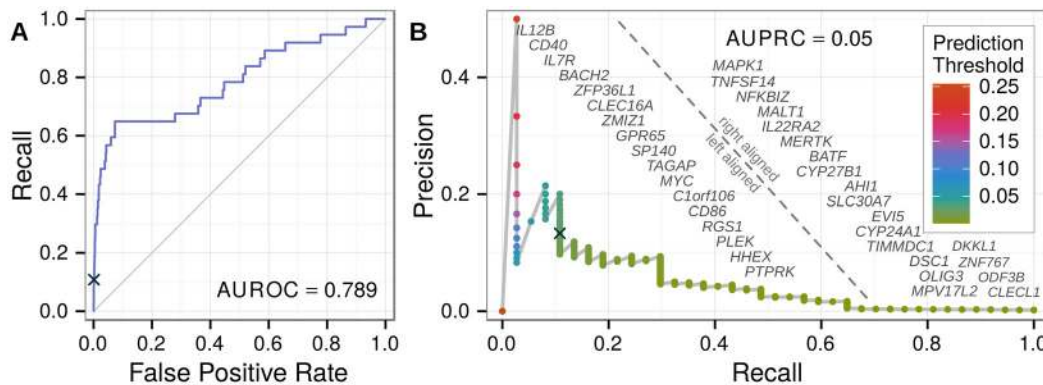 A
Recall
1.0
0.8
0.6
0.4
0.2
0.0
AUROC = 0.789
0.0 0.2 0.4 0.6 0.8 1.0
False Positive Rate
B
Precision
0.4
0.2
0.0
AUPRC = 0.05
IL12B
CD40
IL7R
BACH2
ZFP36L1
CLEC16A
ZMIZ1
GPR65
SP140
TAGAP
MYC
C1orf106
CD86
RGS1
PLEK
HHEX
PTPRK
right aligned
left aligned
MAPK1
TNFSF14
NFKBIZ
MALT1
IL22RA2
MERTK
BATF
CYP27B1
AHI1
SLC30A7
EVI5
CYP24A1
TIMMDC1 DKKL1
DSC1 ZNF767
OLIG3 ODF3B
MPV17L2 CLECL1
Prediction
Threshold
0.25
0.20
0.15
0.10
0.05
0.0 0.2 0.4 0.6 0.8 1.0
Recall